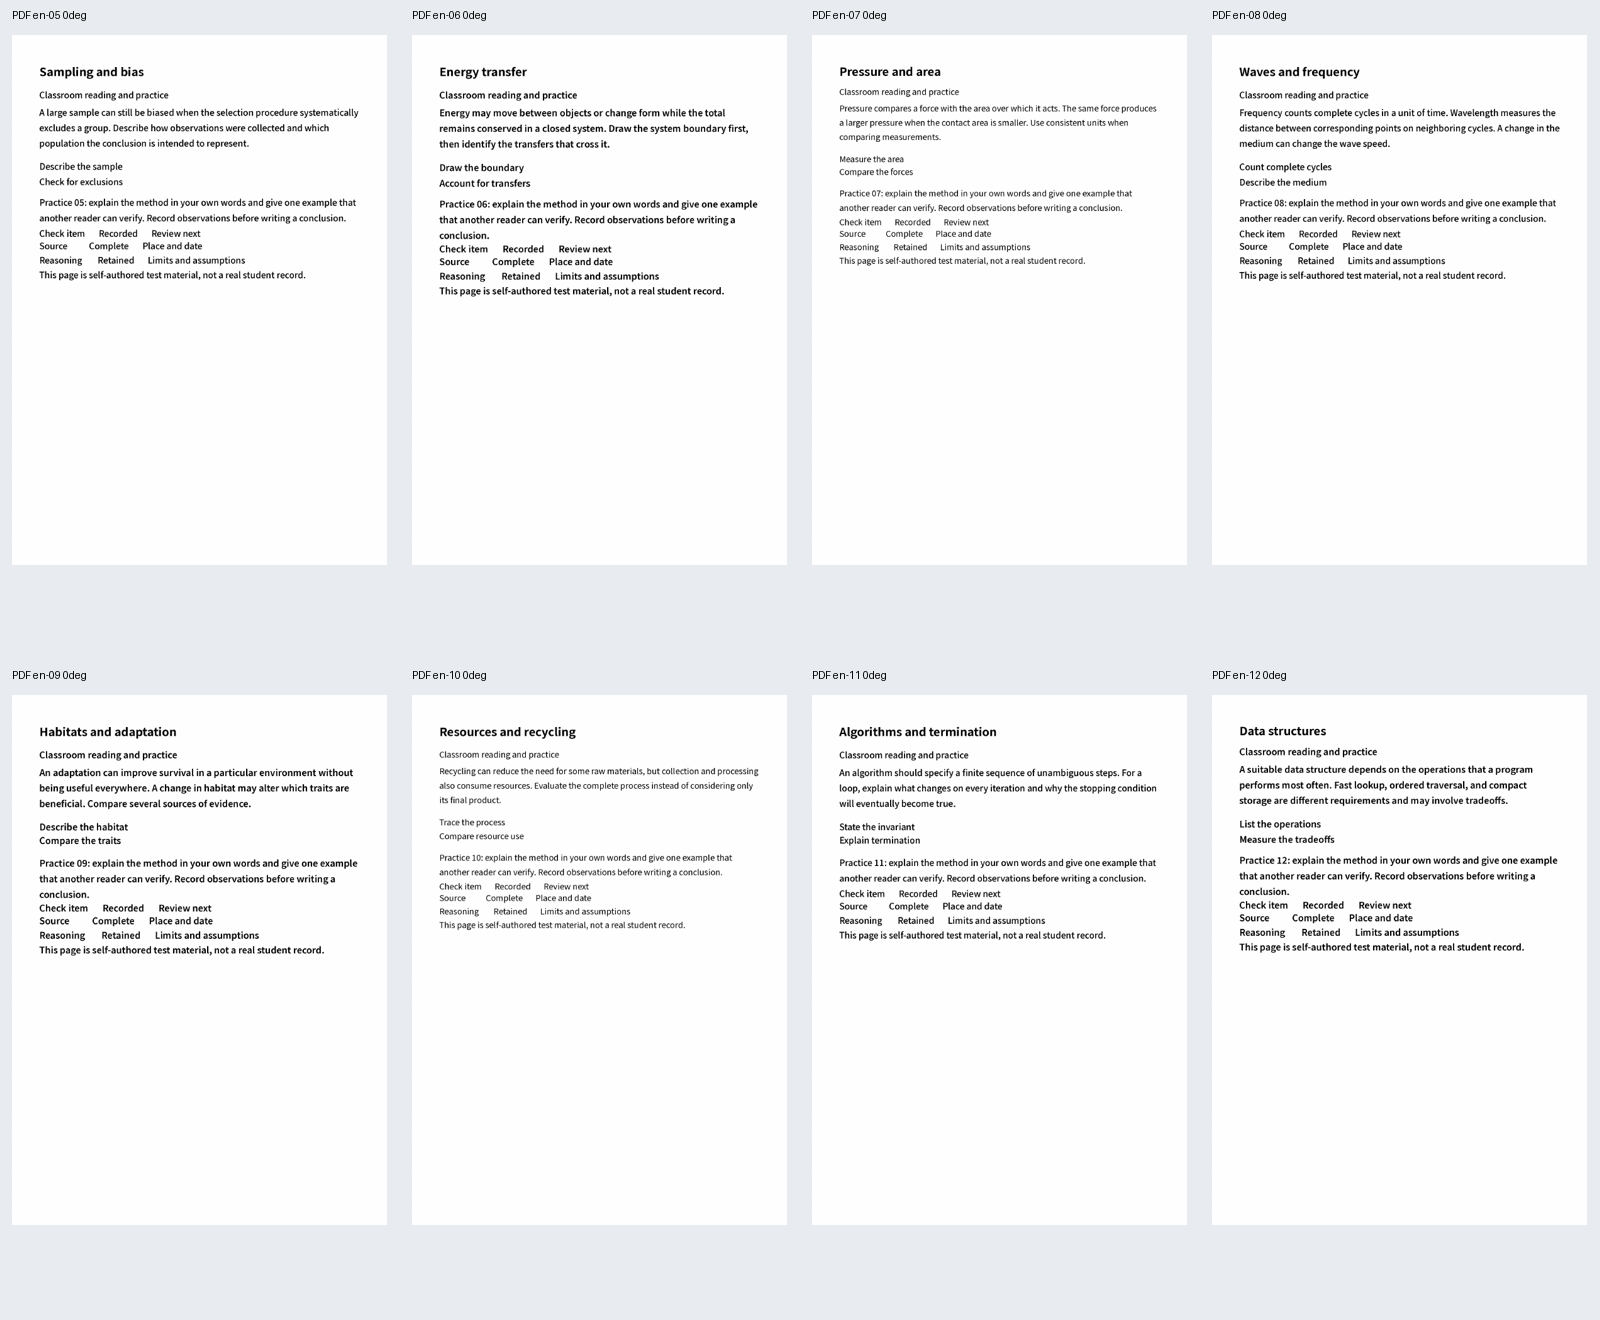 PDF en-05 0deg
Sampling and bias
Classroom reading and practice
A large sample can still be biased when the selection procedure systematically
excludes a group. Describe how observations were collected and which
population the conclusion is intended to represent.
Describe the sample
Check for exclusions
Practice 05: explain the method in your own words and give one example that
another reader can verify. Record observations before writing a conclusion.
Check item Recorded Review next
Source Complete Place and date
Reasoning Retained Limits and assumptions
This page is self-authored test material, not a real student record.
PDF en-06 0deg
Energy transfer
Classroom reading and practice
Energy may move between objects or change form while the total
remains conserved in a closed system. Draw the system boundary first,
then identify the transfers that cross it.
Draw the boundary
Account for transfers
Practice 06: explain the method in your own words and give one example
that another reader can verify. Record observations before writing a
conclusion.
Check item Recorded Review next
Source Complete Place and date
Reasoning Retained Limits and assumptions
This page is self-authored test material, not a real student record.
PDF en-07 0deg
Pressure and area
Classroom reading and practice
Pressure compares a force with the area over which it acts. The same force produces
a larger pressure when the contact area is smaller. Use consistent units when
comparing measurements.
Measure the area
Compare the forces
Practice 07: explain the method in your own words and give one example that
another reader can verify. Record observations before writing a conclusion.
Check item Recorded Review next
Source Complete Place and date
Reasoning Retained Limits and assumptions
This page is self-authored test material, not a real student record.
PDF en-08 0deg
Waves and frequency
Classroom reading and practice
Frequency counts complete cycles in a unit of time. Wavelength measures the
distance between corresponding points on neighboring cycles. A change in the
medium can change the wave speed.
Count complete cycles
Describe the medium
Practice 08: explain the method in your own words and give one example that
another reader can verify. Record observations before writing a conclusion.
Check item Recorded Review next
Source Complete Place and date
Reasoning Retained Limits and assumptions
This page is self-authored test material, not a real student record.
PDF en-09 0deg
Habitats and adaptation
Classroom reading and practice
An adaptation can improve survival in a particular environment without
being useful everywhere. A change in habitat may alter which traits are
beneficial. Compare several sources of evidence.
Describe the habitat
Compare the traits
Practice 09: explain the method in your own words and give one example
that another reader can verify. Record observations before writing a
conclusion.
Check item Recorded Review next
Source Complete Place and date
Reasoning Retained Limits and assumptions
This page is self-authored test material, not a real student record.
PDF en-10 0deg
Resources and recycling
Classroom reading and practice
Recycling can reduce the need for some raw materials, but collection and processing
also consume resources. Evaluate the complete process instead of considering only
its final product.
Trace the process
Compare resource use
Practice 10: explain the method in your own words and give one example that
another reader can verify. Record observations before writing a conclusion.
Check item Recorded Review next
Source Complete Place and date
Reasoning Retained Limits and assumptions
This page is self-authored test material, not a real student record.
PDF en-11 0deg
Algorithms and termination
Classroom reading and practice
An algorithm should specify a finite sequence of unambiguous steps. For a
loop, explain what changes on every iteration and why the stopping condition
will eventually become true.
State the invariant
Explain termination
Practice 11: explain the method in your own words and give one example that
another reader can verify. Record observations before writing a conclusion.
Check item Recorded Review next
Source Complete Place and date
Reasoning Retained Limits and assumptions
This page is self-authored test material, not a real student record.
PDF en-12 0deg
Data structures
Classroom reading and practice
A suitable data structure depends on the operations that a program
performs most often. Fast lookup, ordered traversal, and compact
storage are different requirements and may involve tradeoffs.
List the operations
Measure the tradeoffs
Practice 12: explain the method in your own words and give one example
that another reader can verify. Record observations before writing a
conclusion.
Check item Recorded Review next
Source Complete Place and date
Reasoning Retained Limits and assumptions
This page is self-authored test material, not a real student record.